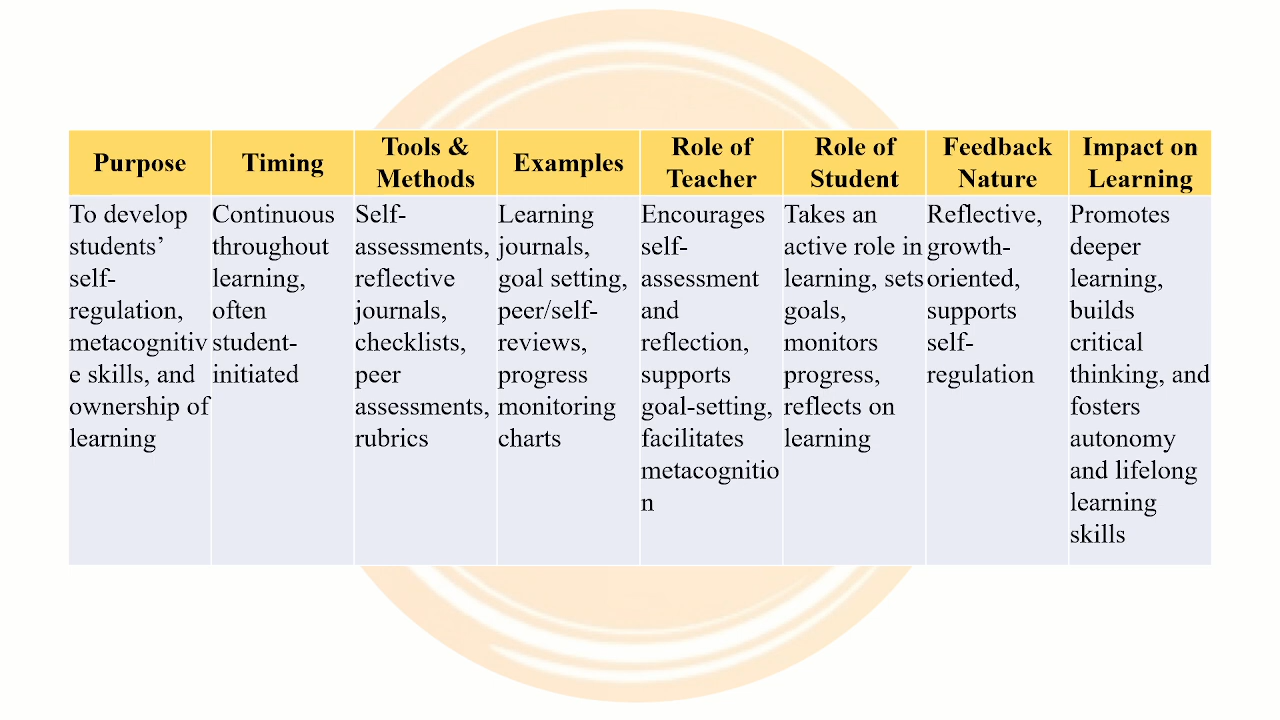 Purpose
Timing
Tools &
Methods
Examples
Role of
Teacher
Role of
Student
Feedback
Nature
Impact on
Learning
To develop
students’
self-
regulation,
metacognitiv
e skills, and
ownership of
learning
Continuous
throughout
learning,
often
student-
initiated
Self-
assessments,
reflective
journals,
checklists,
peer
assessments,
rubrics
Learning
journals,
goal setting,
peer/self-
reviews,
progress
monitoring
charts
Encourages
self-
assessment
and
reflection,
supports
goal-setting,
facilitates
metacognitio
n
Takes an
active role in
learning, sets
goals,
monitors
progress,
reflects on
learning
Reflective,
growth-
oriented,
supports
self-
regulation
Promotes
deeper
learning,
builds
critical
thinking, and
fosters
autonomy
and lifelong
learning
skills